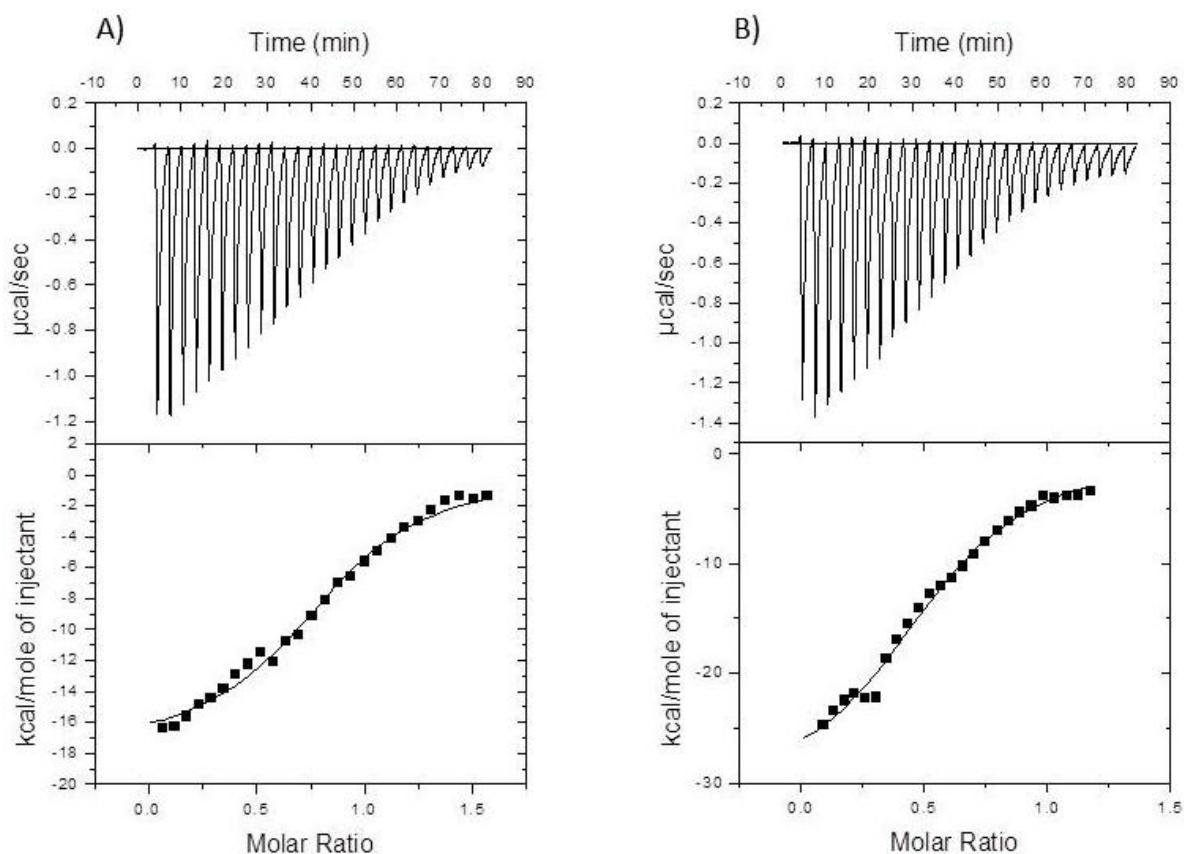 A)
Time (min)
-10 0 10 20 30 40 50 60 70 80 90
0.2
0.0
-0.2
-0.4
-0.6
-0.8
-1.0
-1.2
µcal/sec
2
0
-2
-4
-6
-8
-10
-12
-14
-16
-18
-20
kcal/mole of injectant
0.0 0.5 1.0 1.5
Molar Ratio
B)
Time (min)
-10 0 10 20 30 40 50 60 70 80 90
0.2
0.0
-0.2
-0.4
-0.6
-0.8
-1.0
-1.2
-1.4
µcal/sec
0
-10
-20
-30
kcal/mole of injectant
0.0 0.5 1.0 1.5
Molar Ratio